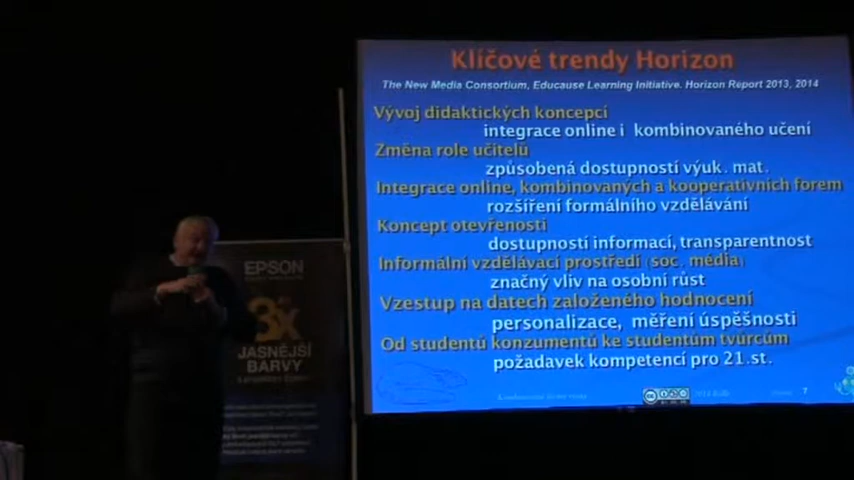 Klíčové trendy Horizon
The New Media Consortium, Educause Learning Initiative. Horizon Report 2013, 2014
Vývoj didaktických koncepcí
integrace online i kombinovaného učení
Změna role učitelů
způsobená dostupností výuk. mat.
Integrace online, kombinovaných a kooperativních forem
rozšíření formálního vzdělávání
Koncept otevřenosti
dostupnosti informací, transparentnost
Informální vzdělávací prostředí (soc. média)
značný vliv na osobní růst
Vzestup na datech založeného hodnocení
personalizace, měření úspěšnosti
Od studentů konzumentů ke studentům tvůrcům
požadavek kompetencí pro 21.st.
7
EPSON
3x
JASNĚJŠÍ
BARVY